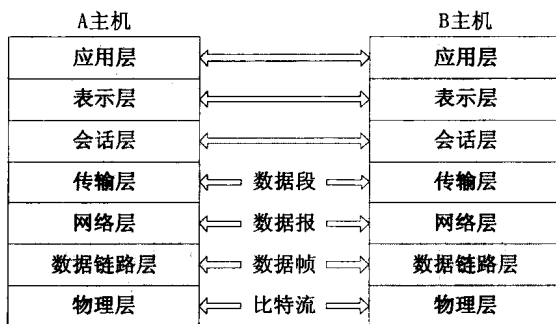 A主机 B主机
应用层 应用层
表示层 表示层
会话层 会话层
传输层 数据段 传输层
网络层 数据报 网络层
数据链路层 数据帧 数据链路层
物理层 比特流 物理层